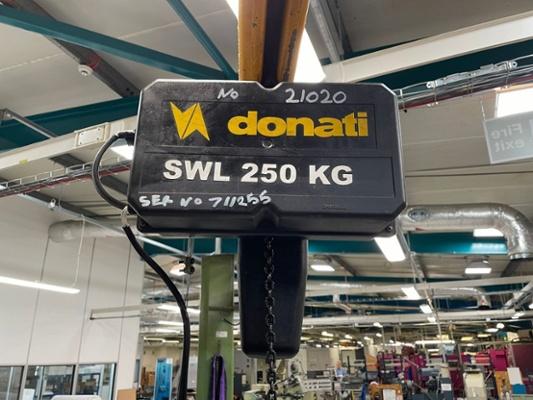 No 21020
donati
SWL 250 KG
SER No 711255
Fire
exit